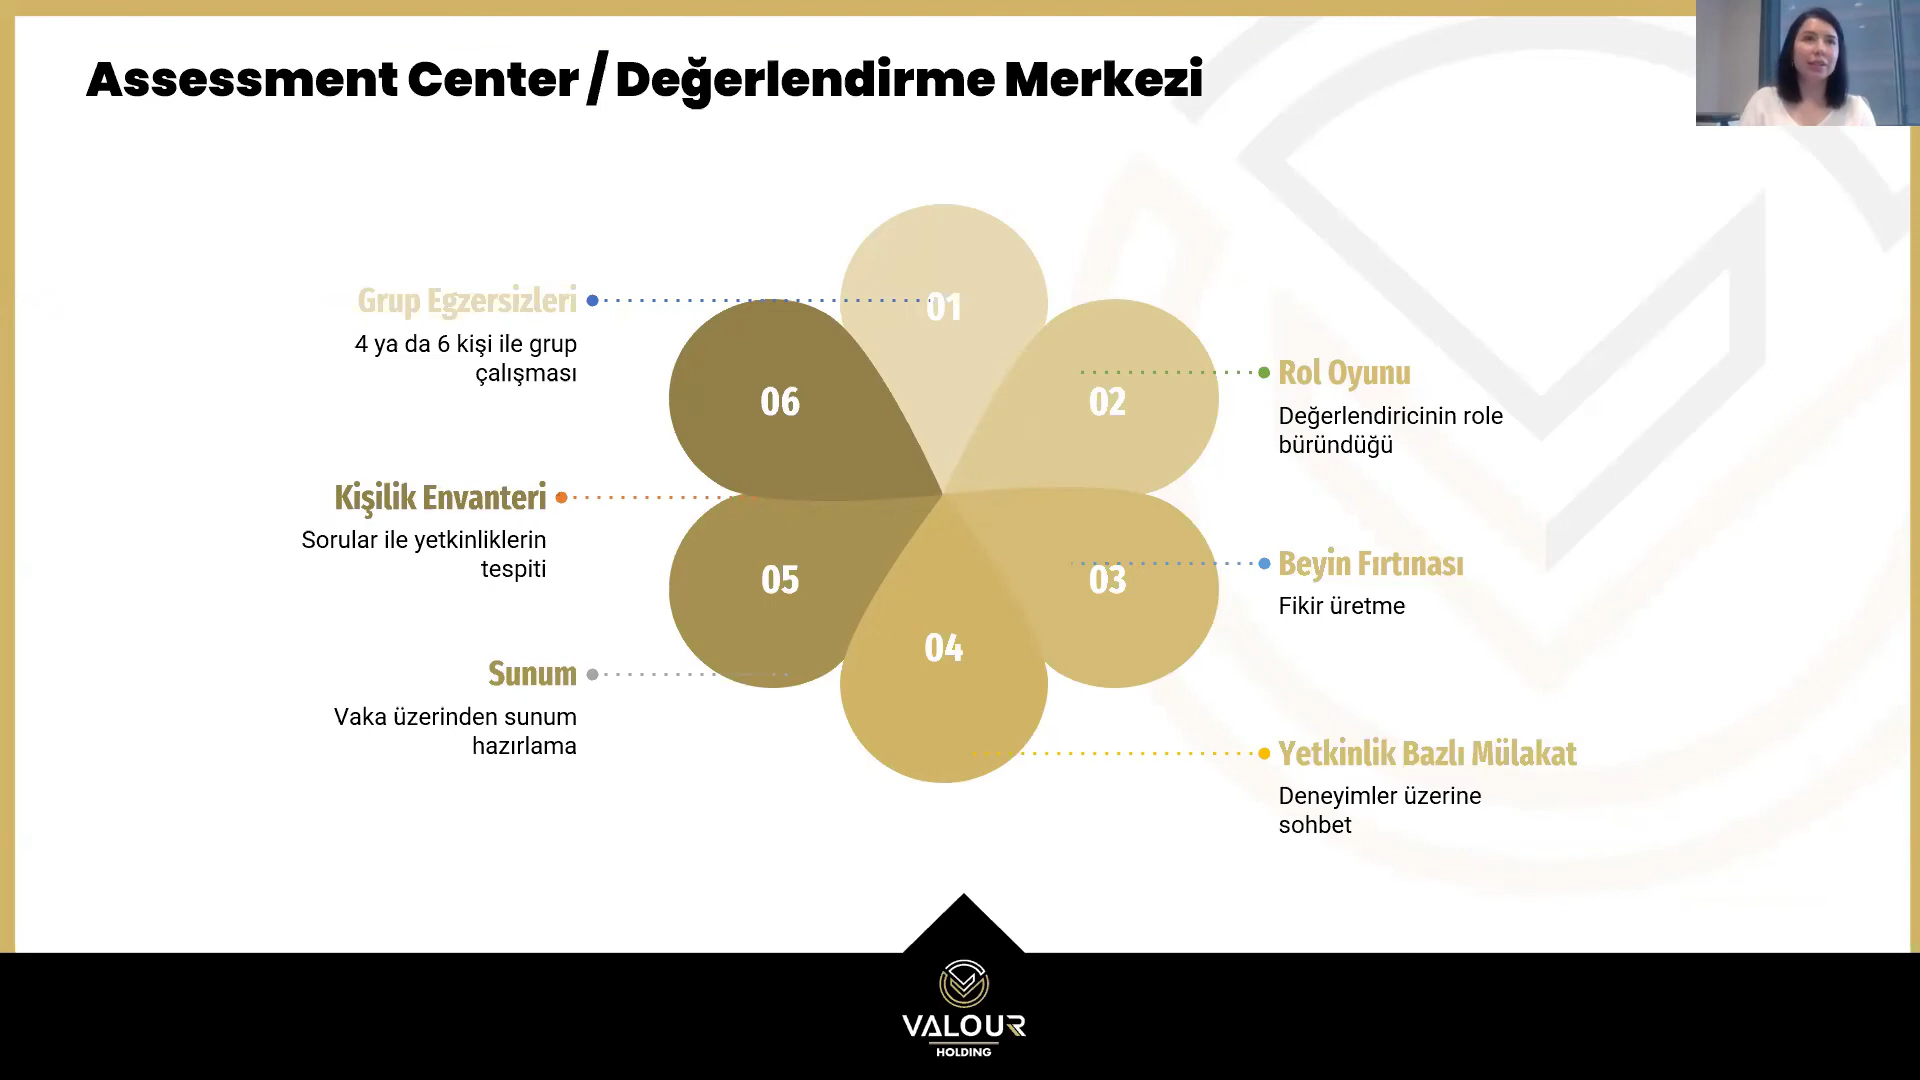 Assessment Center / Değerlendirme Merkezi
01
Grup Egzersizleri
4 ya da 6 kişi ile grup
çalışması
02
Rol Oyunu
Değerlendiricinin role
büründüğü
03
Beyin Fırtınası
Fikir üretme
04
Yetkinlik Bazlı Mülakat
Deneyimler üzerine
sohbet
05
Sunum
Vaka üzerinden sunum
hazırlama
06
Kişilik Envanteri
Sorular ile yetkinliklerin
tespiti
VALOUR
HOLDING